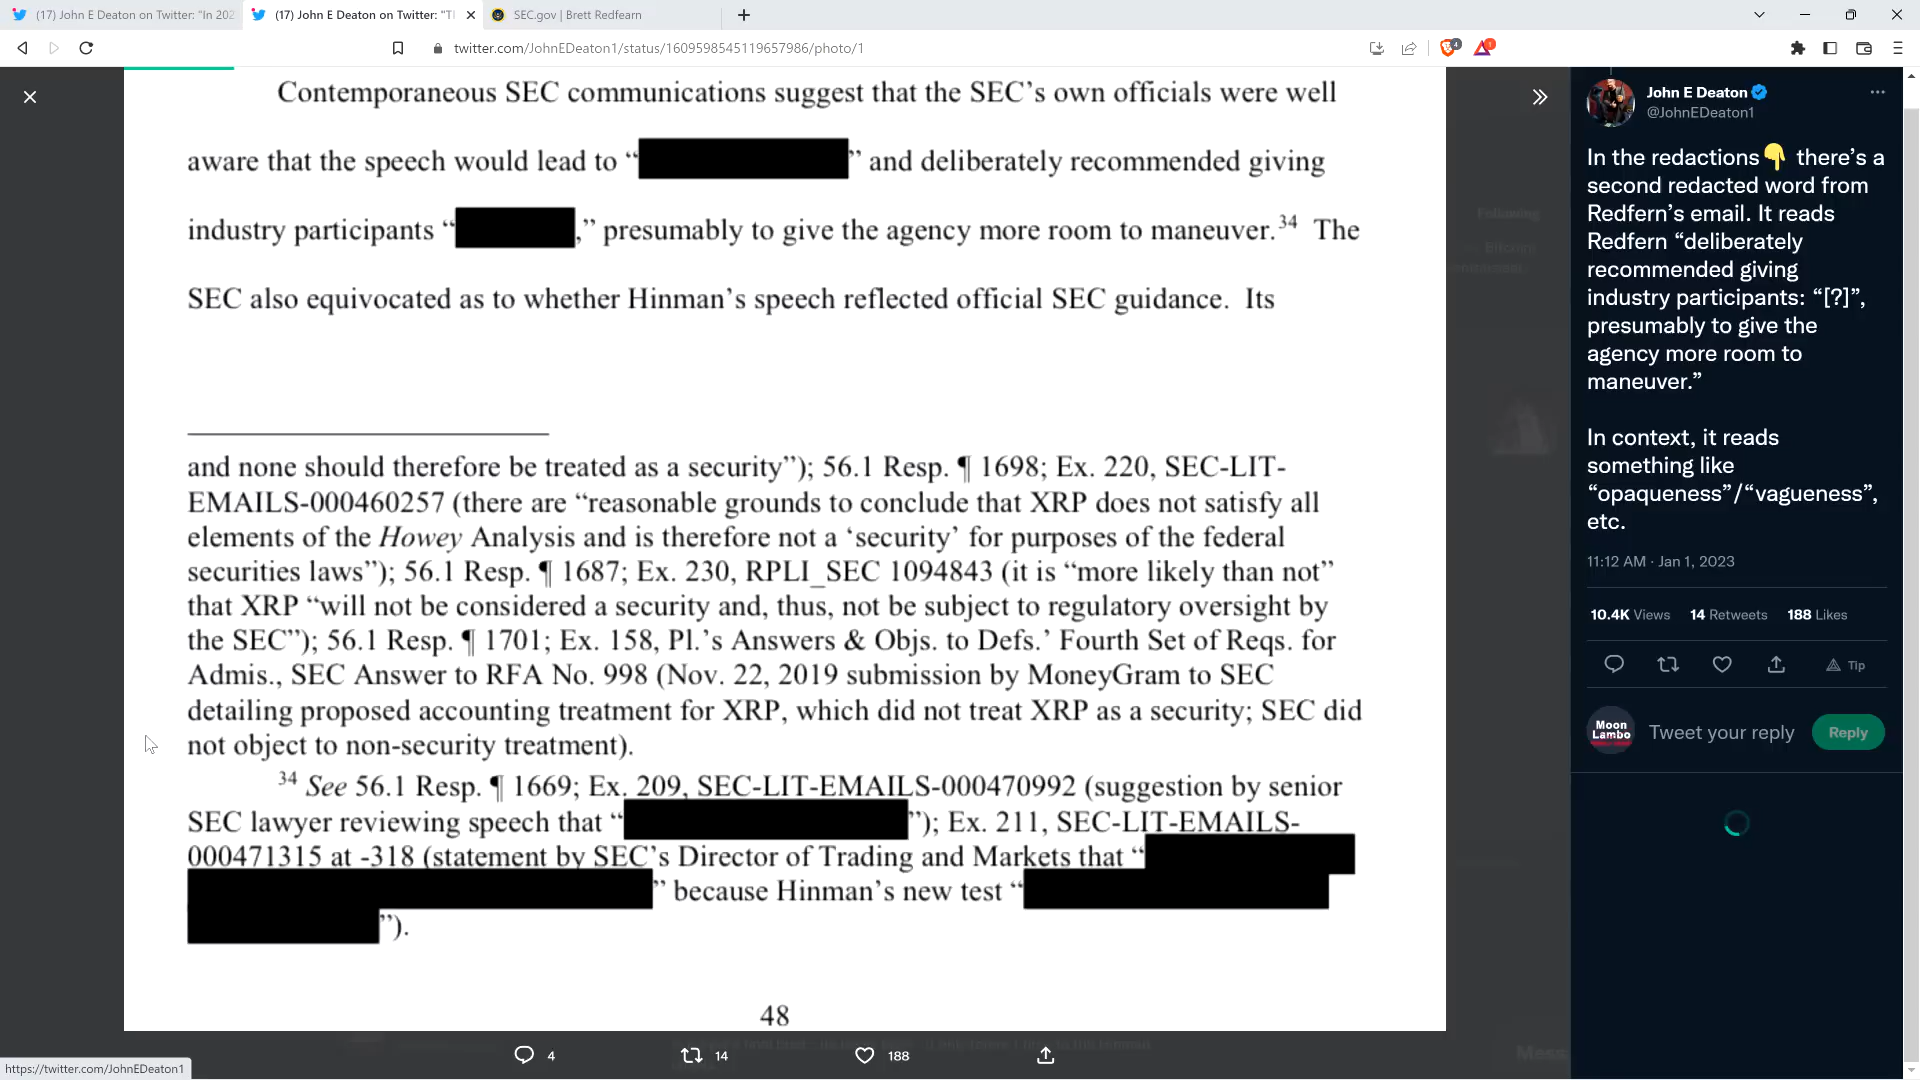 (17) John E Deaton on Twitter: "In 202
(17) John E Deaton on Twitter: "Tl
SEC.gov | Brett Redfearn
twitter.com/JohnEDeaton1/status/1609598545119657986/photo/1
4
1
Contemporaneous SEC communications suggest that the SEC’s own officials were well
aware that the speech would lead to “ ” and deliberately recommended giving
industry participants “ ,” presumably to give the agency more room to maneuver.34 The
SEC also equivocated as to whether Hinman’s speech reflected official SEC guidance. Its
and none should therefore be treated as a security”); 56.1 Resp. ¶ 1698; Ex. 220, SEC-LIT-
EMAILS-000460257 (there are “reasonable grounds to conclude that XRP does not satisfy all
elements of the Howey Analysis and is therefore not a ‘security’ for purposes of the federal
securities laws”); 56.1 Resp. ¶ 1687; Ex. 230, RPLI_SEC 1094843 (it is “more likely than not”
that XRP “will not be considered a security and, thus, not be subject to regulatory oversight by
the SEC”); 56.1 Resp. ¶ 1701; Ex. 158, Pl.’s Answers & Objs. to Defs.’ Fourth Set of Reqs. for
Admis., SEC Answer to RFA No. 998 (Nov. 22, 2019 submission by MoneyGram to SEC
detailing proposed accounting treatment for XRP, which did not treat XRP as a security; SEC did
not object to non-security treatment).
34 See 56.1 Resp. ¶ 1669; Ex. 209, SEC-LIT-EMAILS-000470992 (suggestion by senior
SEC lawyer reviewing speech that “ ”); Ex. 211, SEC-LIT-EMAILS-
000471315 at -318 (statement by SEC’s Director of Trading and Markets that “
” because Hinman’s new test “
”).
48
4
14
188
Following
Bitcoin
John E Deaton
@JohnEDeaton1
In the redactions👇 there’s a
second redacted word from
Redfern’s email. It reads
Redfern “deliberately
recommended giving
industry participants: “[?]”,
presumably to give the
agency more room to
maneuver.”
In context, it reads
something like
“opaqueness”/“vagueness”,
etc.
11:12 AM · Jan 1, 2023
10.4K Views 14 Retweets 188 Likes
Tip
Moon
Lambo
Tweet your reply
Reply
Mess
https://twitter.com/JohnEDeaton1